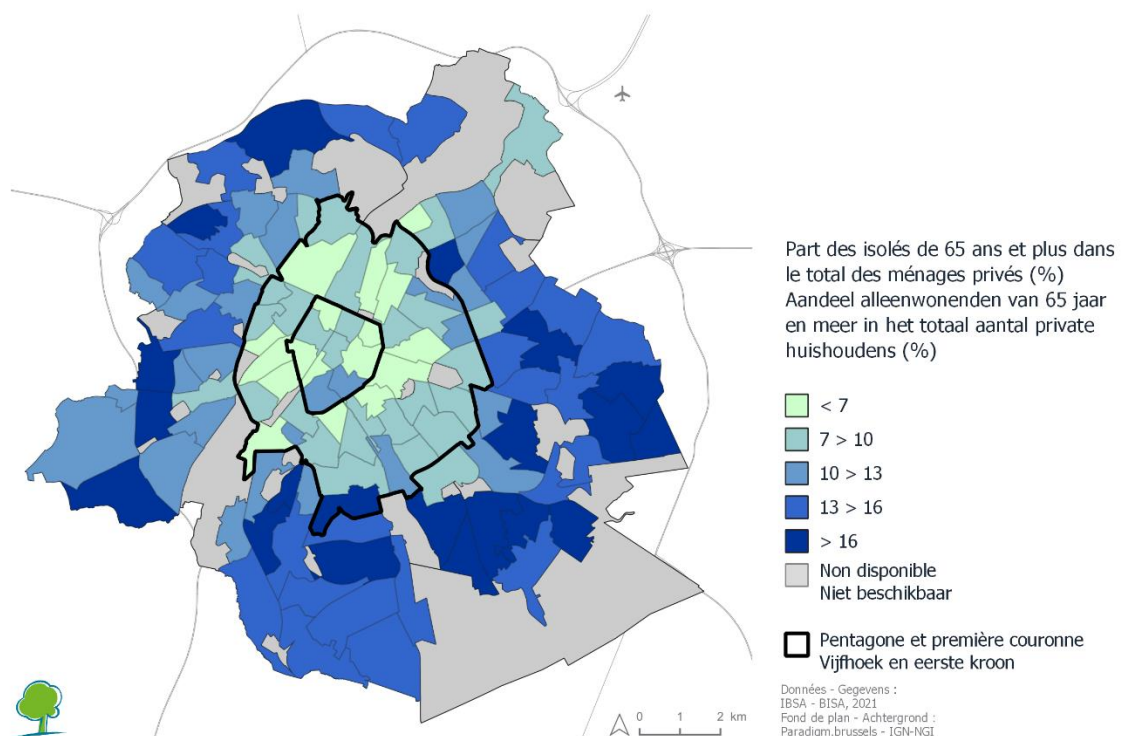 Part des isolés de 65 ans et plus dans
le total des ménages privés (%)
Aandeel alleenwonenden van 65 jaar
en meer in het totaal aantal private
huishoudens (%)
< 7
7 > 10
10 > 13
13 > 16
> 16
Non disponible
Niet beschikbaar
Pentagone et première couronne
Vijfhoek en eerste kroon
Données - Gegevens :
IBSA - BISA, 2021
Fond de plan - Achtergrond :
Paradigm.brussels - IGN-NGI
0 1 2 km